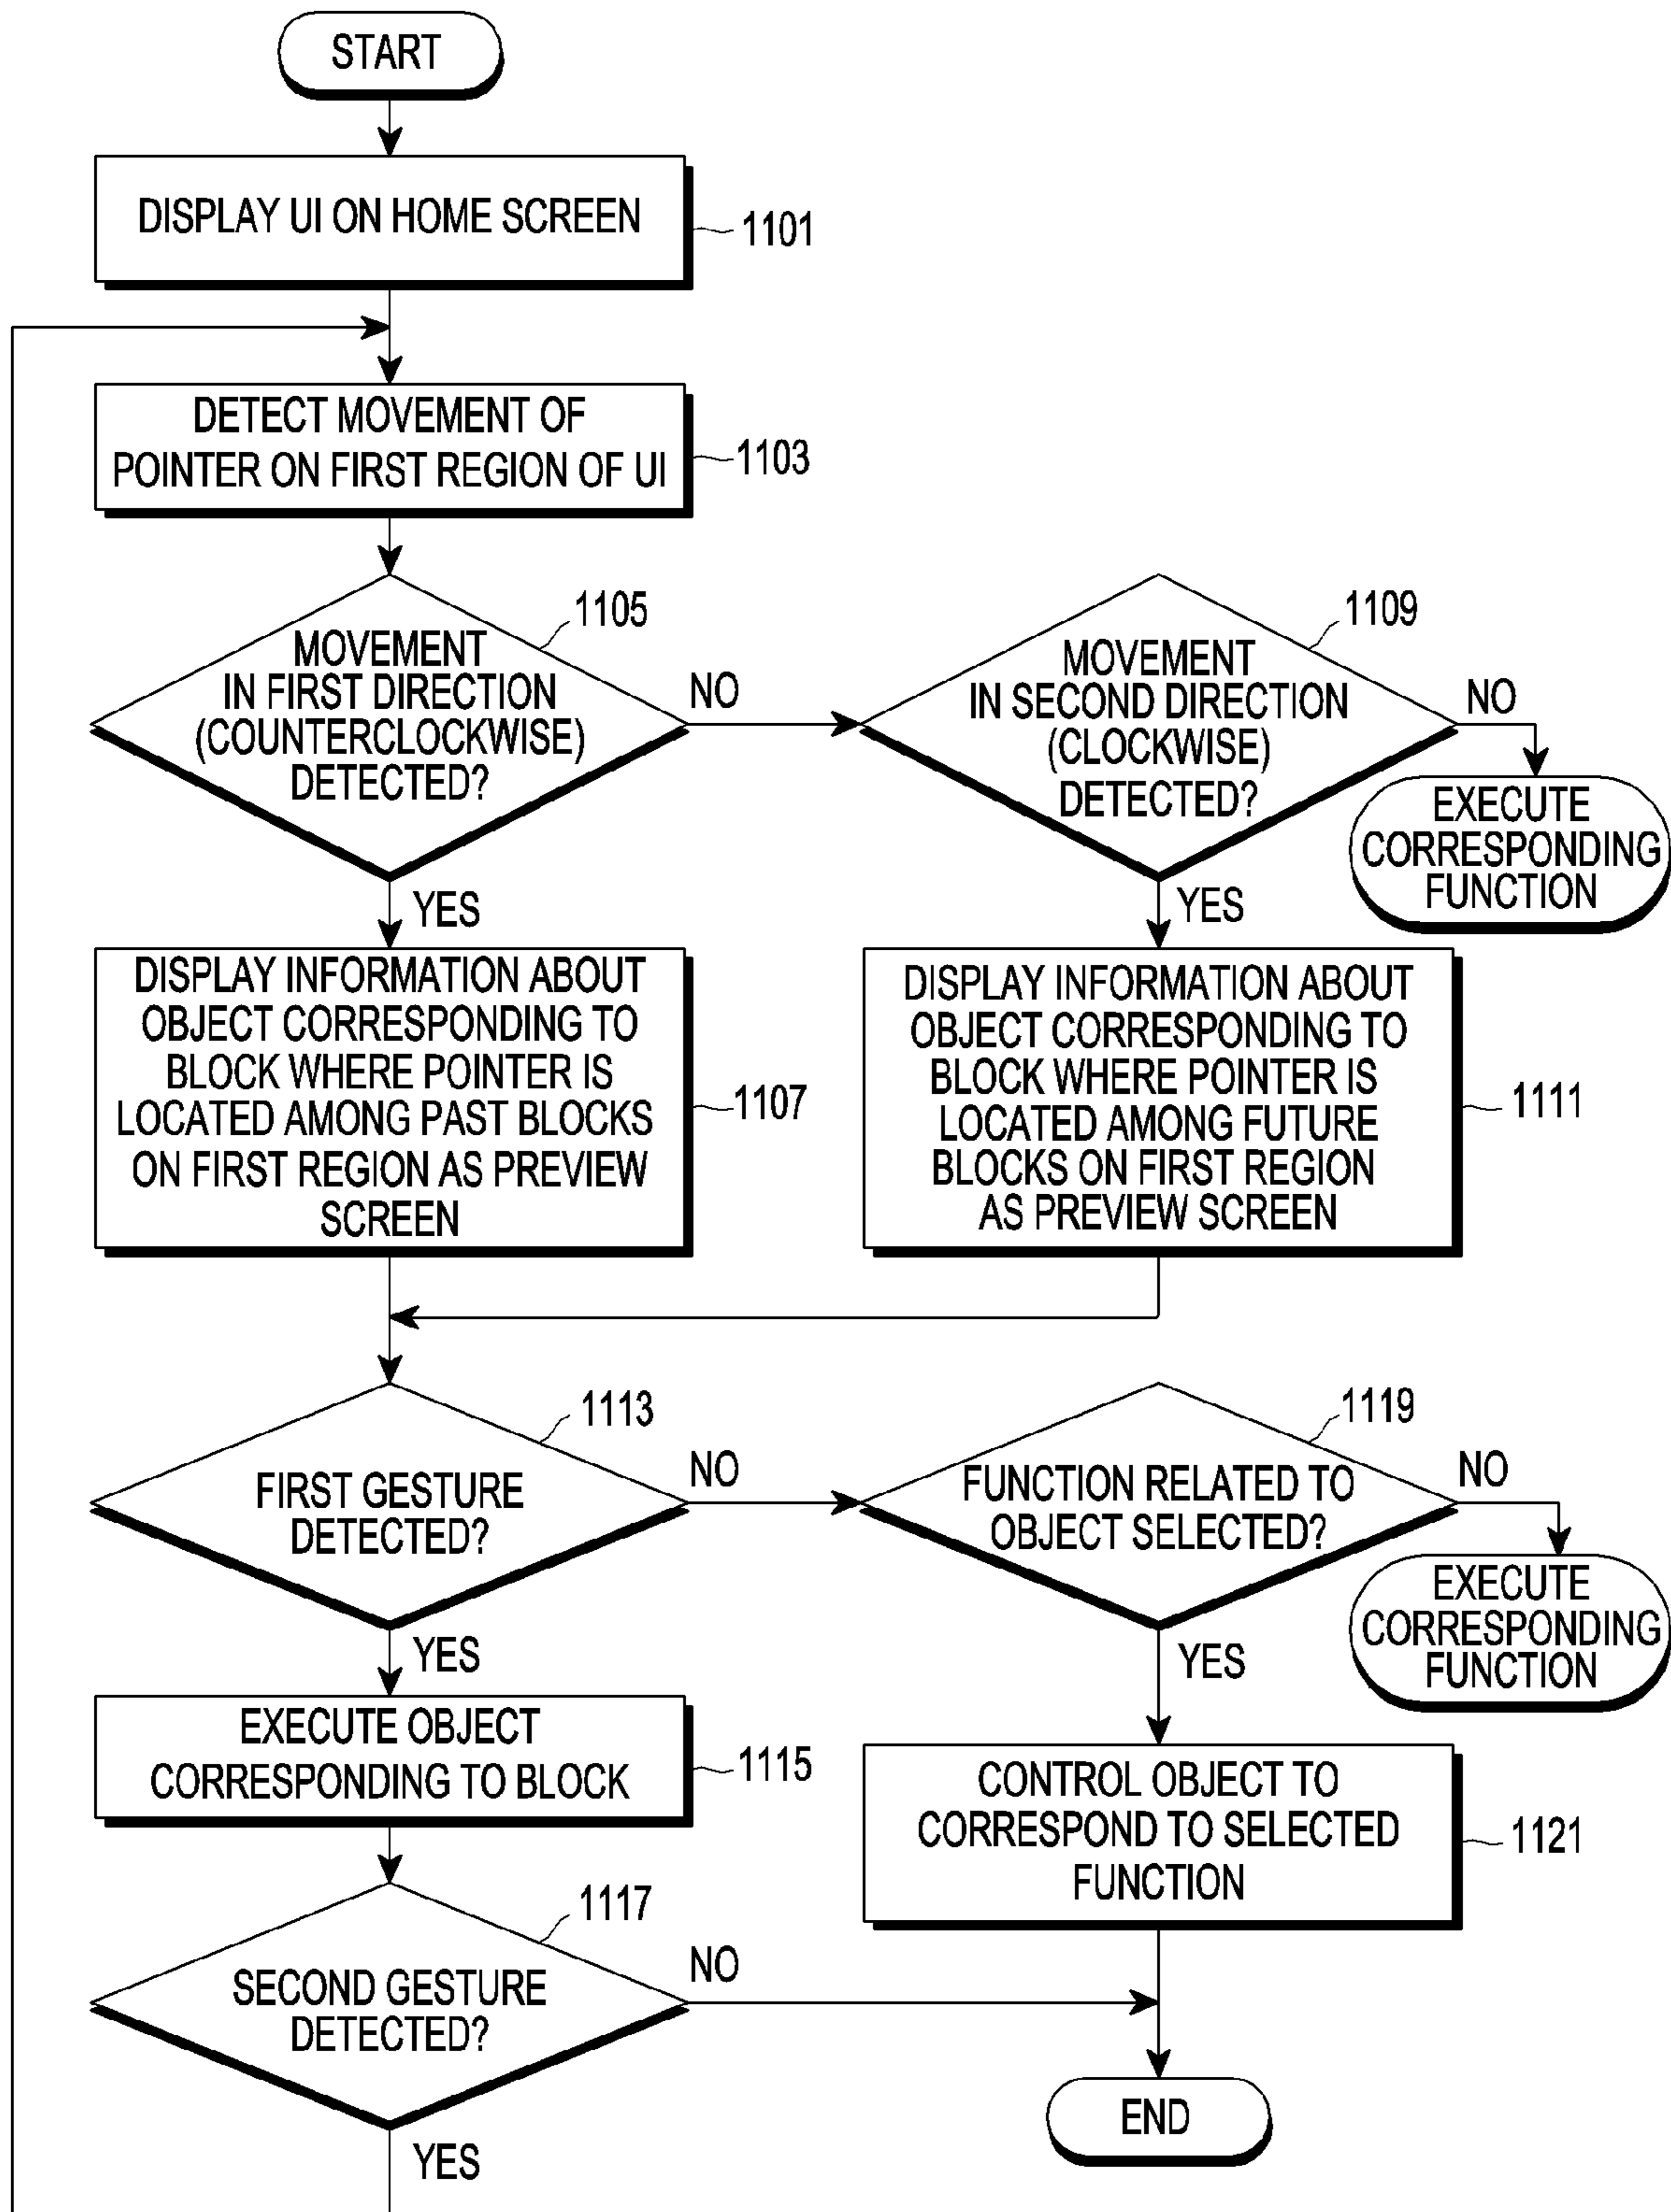 START
DISPLAY UI ON HOME SCREEN
1101
DETECT MOVEMENT OF
POINTER ON FIRST REGION OF UI
1103
MOVEMENT
IN FIRST DIRECTION
(COUNTERCLOCKWISE)
DETECTED?
1105
NO
YES
MOVEMENT
IN SECOND DIRECTION
(CLOCKWISE)
DETECTED?
1109
NO
YES
EXECUTE
CORRESPONDING
FUNCTION
DISPLAY INFORMATION ABOUT
OBJECT CORRESPONDING TO
BLOCK WHERE POINTER IS
LOCATED AMONG PAST BLOCKS
ON FIRST REGION AS PREVIEW
SCREEN
1107
DISPLAY INFORMATION ABOUT
OBJECT CORRESPONDING TO
BLOCK WHERE POINTER IS
LOCATED AMONG FUTURE
BLOCKS ON FIRST REGION
AS PREVIEW SCREEN
1111
FIRST GESTURE
DETECTED?
1113
NO
YES
FUNCTION RELATED TO
OBJECT SELECTED?
1119
NO
YES
EXECUTE
CORRESPONDING
FUNCTION
EXECUTE OBJECT
CORRESPONDING TO BLOCK
1115
CONTROL OBJECT TO
CORRESPOND TO SELECTED
FUNCTION
1121
SECOND GESTURE
DETECTED?
1117
NO
YES
END